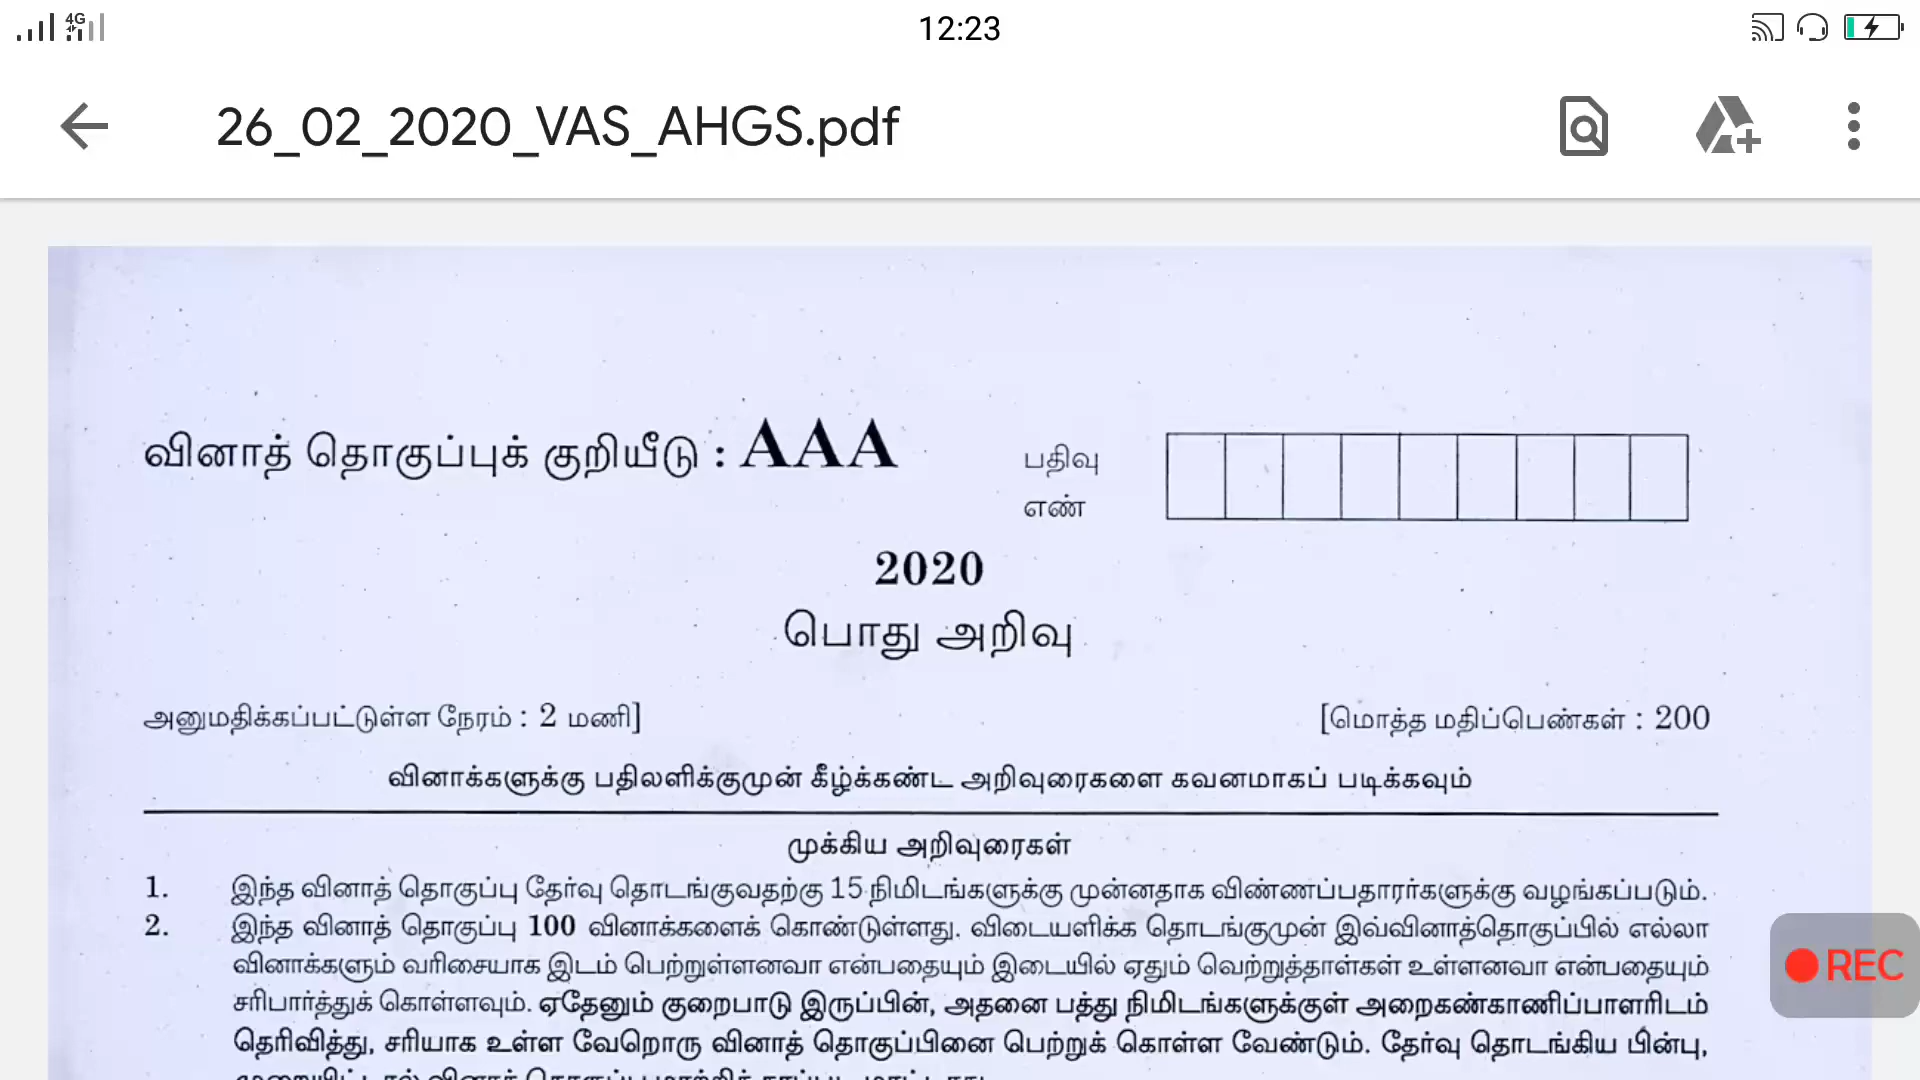 4G
12:23
26_02_2020_VAS_AHGS.pdf
வினாத் தொகுப்புக் குறியீடு : AAA
பதிவு
எண்
2020
பொது அறிவு
அனுமதிக்கப்பட்டுள்ள நேரம் : 2 மணி]
[மொத்த மதிப்பெண்கள் : 200
வினாக்களுக்கு பதிலளிக்குமுன் கீழ்க்கண்ட அறிவுரைகளை கவனமாகப் படிக்கவும்
முக்கிய அறிவுரைகள்
1. இந்த வினாத் தொகுப்பு தேர்வு தொடங்குவதற்கு 15 நிமிடங்களுக்கு முன்னதாக விண்ணப்பதாரர்களுக்கு வழங்கப்படும்.
2. இந்த வினாத் தொகுப்பு 100 வினாக்களைக் கொண்டுள்ளது. விடையளிக்க தொடங்குமுன் இவ்வினாத்தொகுப்பில் எல்லா
வினாக்களும் வரிசையாக இடம் பெற்றுள்ளனவா என்பதையும் இடையில் ஏதும் வெற்றுத்தாள்கள் உள்ளனவா என்பதையும்
சரிபார்த்துக் கொள்ளவும். ஏதேனும் குறைபாடு இருப்பின், அதனை பத்து நிமிடங்களுக்குள் அறைகண்காணிப்பாளரிடம்
தெரிவித்து, சரியாக உள்ள வேறொரு வினாத் தொகுப்பினை பெற்றுக் கொள்ள வேண்டும். தேர்வு தொடங்கிய பின்பு,
REC